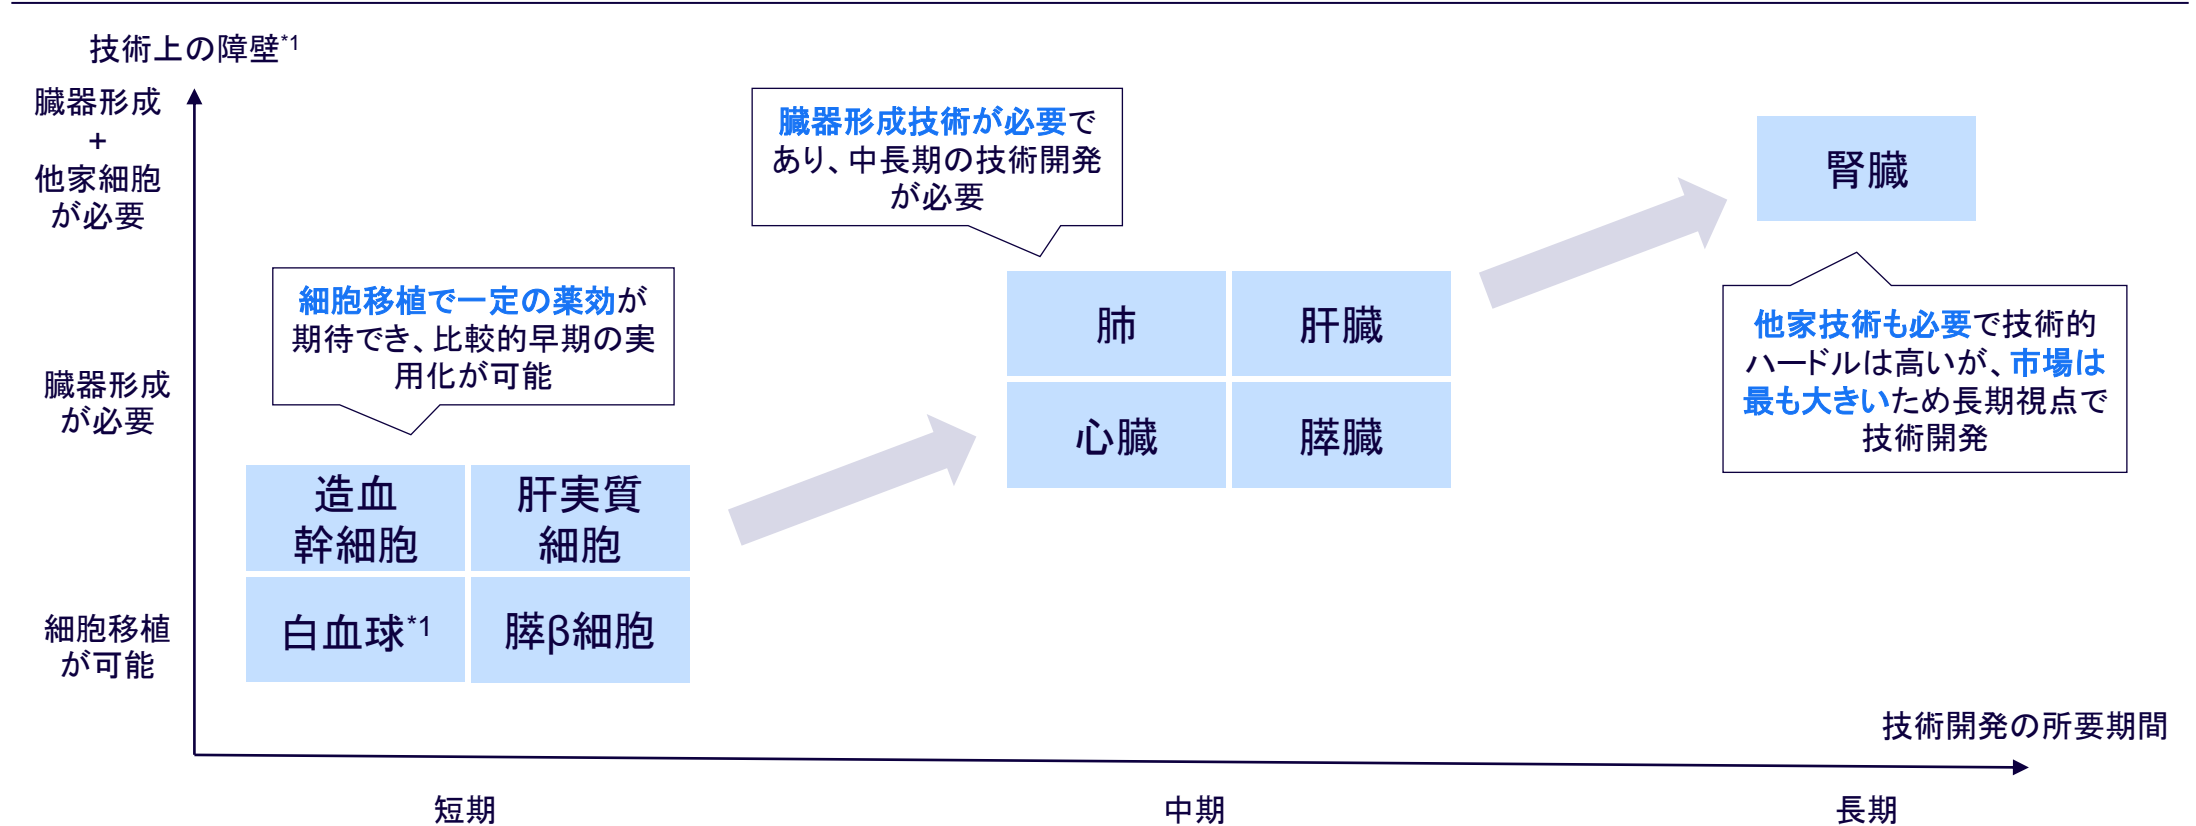 技術上の障壁*1
臓器形成
+
他家細胞
が必要
臓器形成
が必要
細胞移植
が可能
細胞移植で一定の薬効が
期待でき、比較的早期の実
用化が可能
造血
幹細胞
肝実質
細胞
白血球*1
膵β細胞
臓器形成技術が必要で
あり、中長期の技術開発
が必要
肺
肝臓
心臓
膵臓
腎臓
他家技術も必要で技術的
ハードルは高いが、市場は
最も大きいため長期視点で
技術開発
技術開発の所要期間
短期
中期
長期